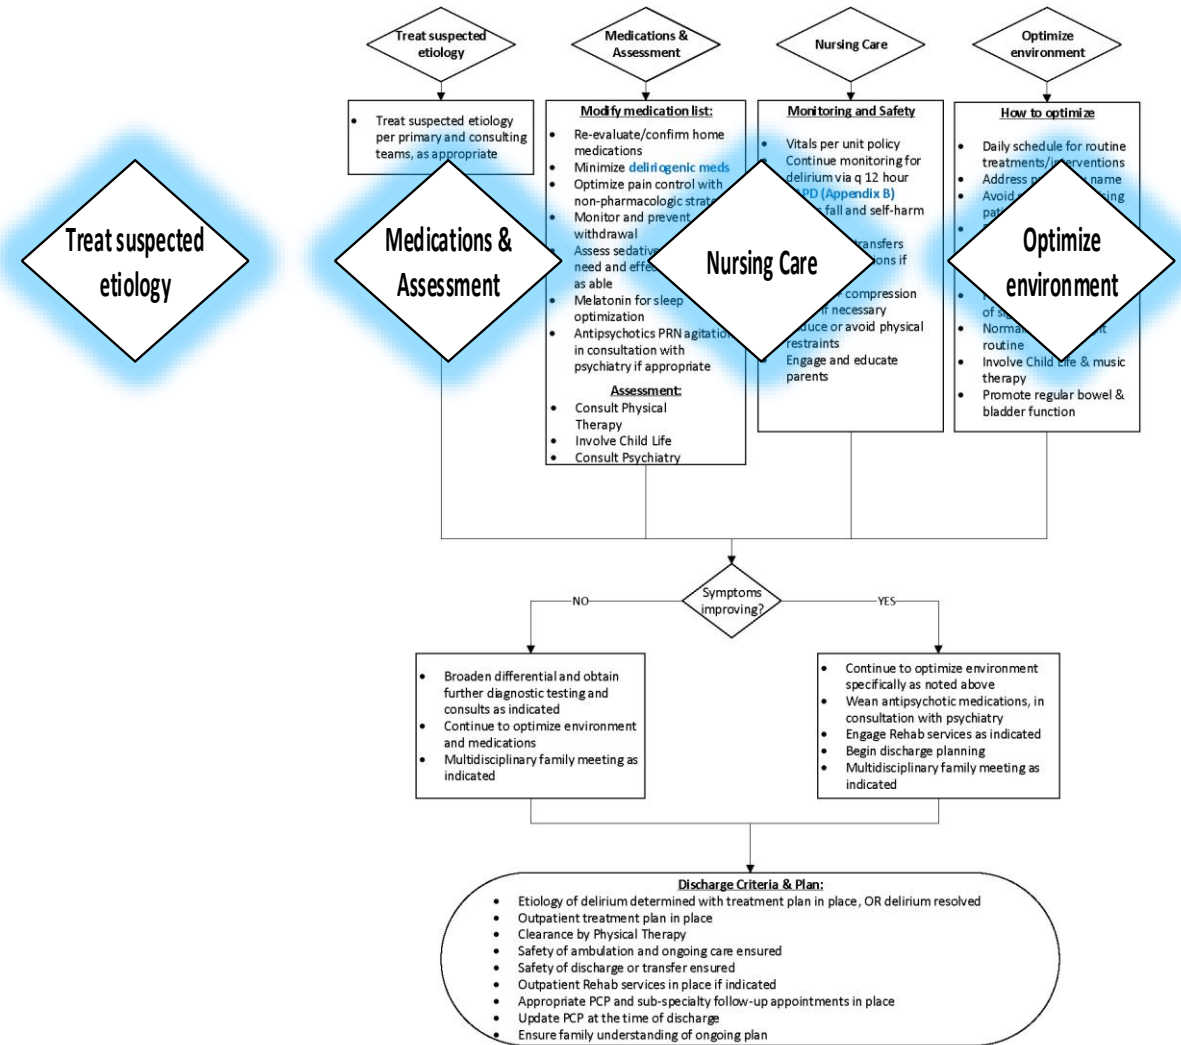 Treat suspected
etiology
Medications &
Assessment
Nursing Care
Optimize
environment
• Treat suspected etiology
per primary and consulting
teams, as appropriate
Modify medication list:
• Re-evaluate/confirm home
medications
• Minimize deliriogenic meds
• Optimize pain control with
non-pharmacologic
• Monitor and prevent
withdrawal
• Assess
need and
as able
• Melatonin for sleep
optimization
• Antipsychotics PRN agitation
in consultation with
psychiatry if appropriate
Assessment:
• Consult Physical
Therapy
• Involve Child Life
• Consult Psychiatry
Monitoring and Safety
• Vitals per unit policy
Continue monitoring for
delirium via q 12 hour
(Appendix B)
fall and self-harm
transfers
if
compression
if necessary
or avoid physical
restraints
• Engage and educate
parents
How to optimize
• Daily schedule for routine
treatments/interventions
• Address name
• Avoid
of
• routine
• Involve Child Life & music
therapy
• Promote regular bowel &
bladder function
Treat suspected
etiology
Medications &
Assessment
Nursing Care
Optimize
environment
Symptoms
improving?
NO
YES
• Broaden differential and obtain
further diagnostic testing and
consults as indicated
• Continue to optimize environment
and medications
• Multidisciplinary family meeting as
indicated
• Continue to optimize environment
specifically as noted above
• Wean antipsychotic medications, in
consultation with psychiatry
• Engage Rehab services as indicated
• Begin discharge planning
• Multidisciplinary family meeting as
indicated
Discharge Criteria & Plan:
• Etiology of delirium determined with treatment plan in place, OR delirium resolved
• Outpatient treatment plan in place
• Clearance by Physical Therapy
• Safety of ambulation and ongoing care ensured
• Safety of discharge or transfer ensured
• Outpatient Rehab services in place if indicated
• Appropriate PCP and sub-specialty follow-up appointments in place
• Update PCP at the time of discharge
• Ensure family understanding of ongoing plan